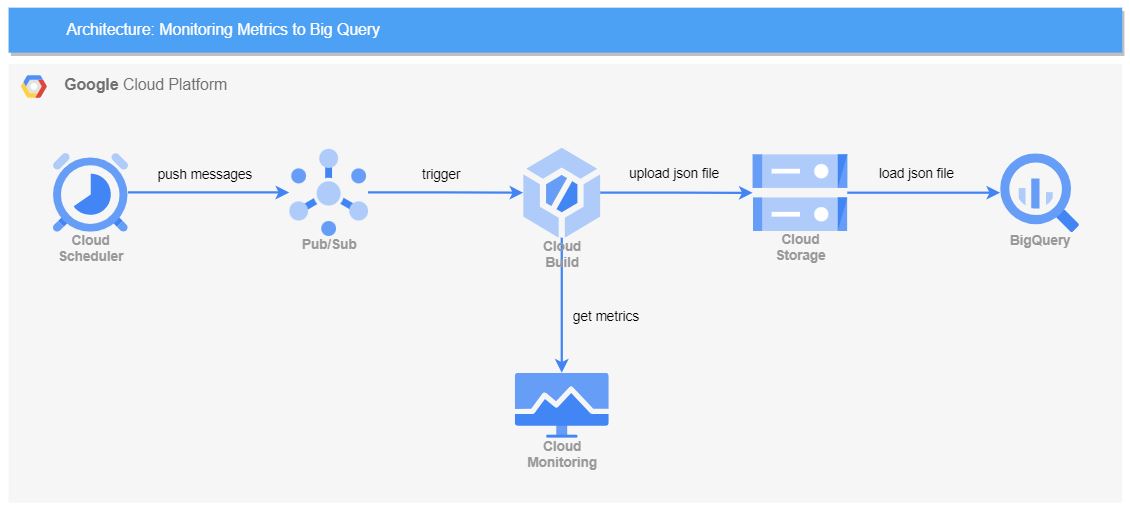 Architecture: Monitoring Metrics to Big Query
Google Cloud Platform
push messages
trigger
upload json file
load json file
Cloud
Scheduler
Pub/Sub
Cloud
Build
Cloud
Storage
BigQuery
get metrics
Cloud
Monitoring